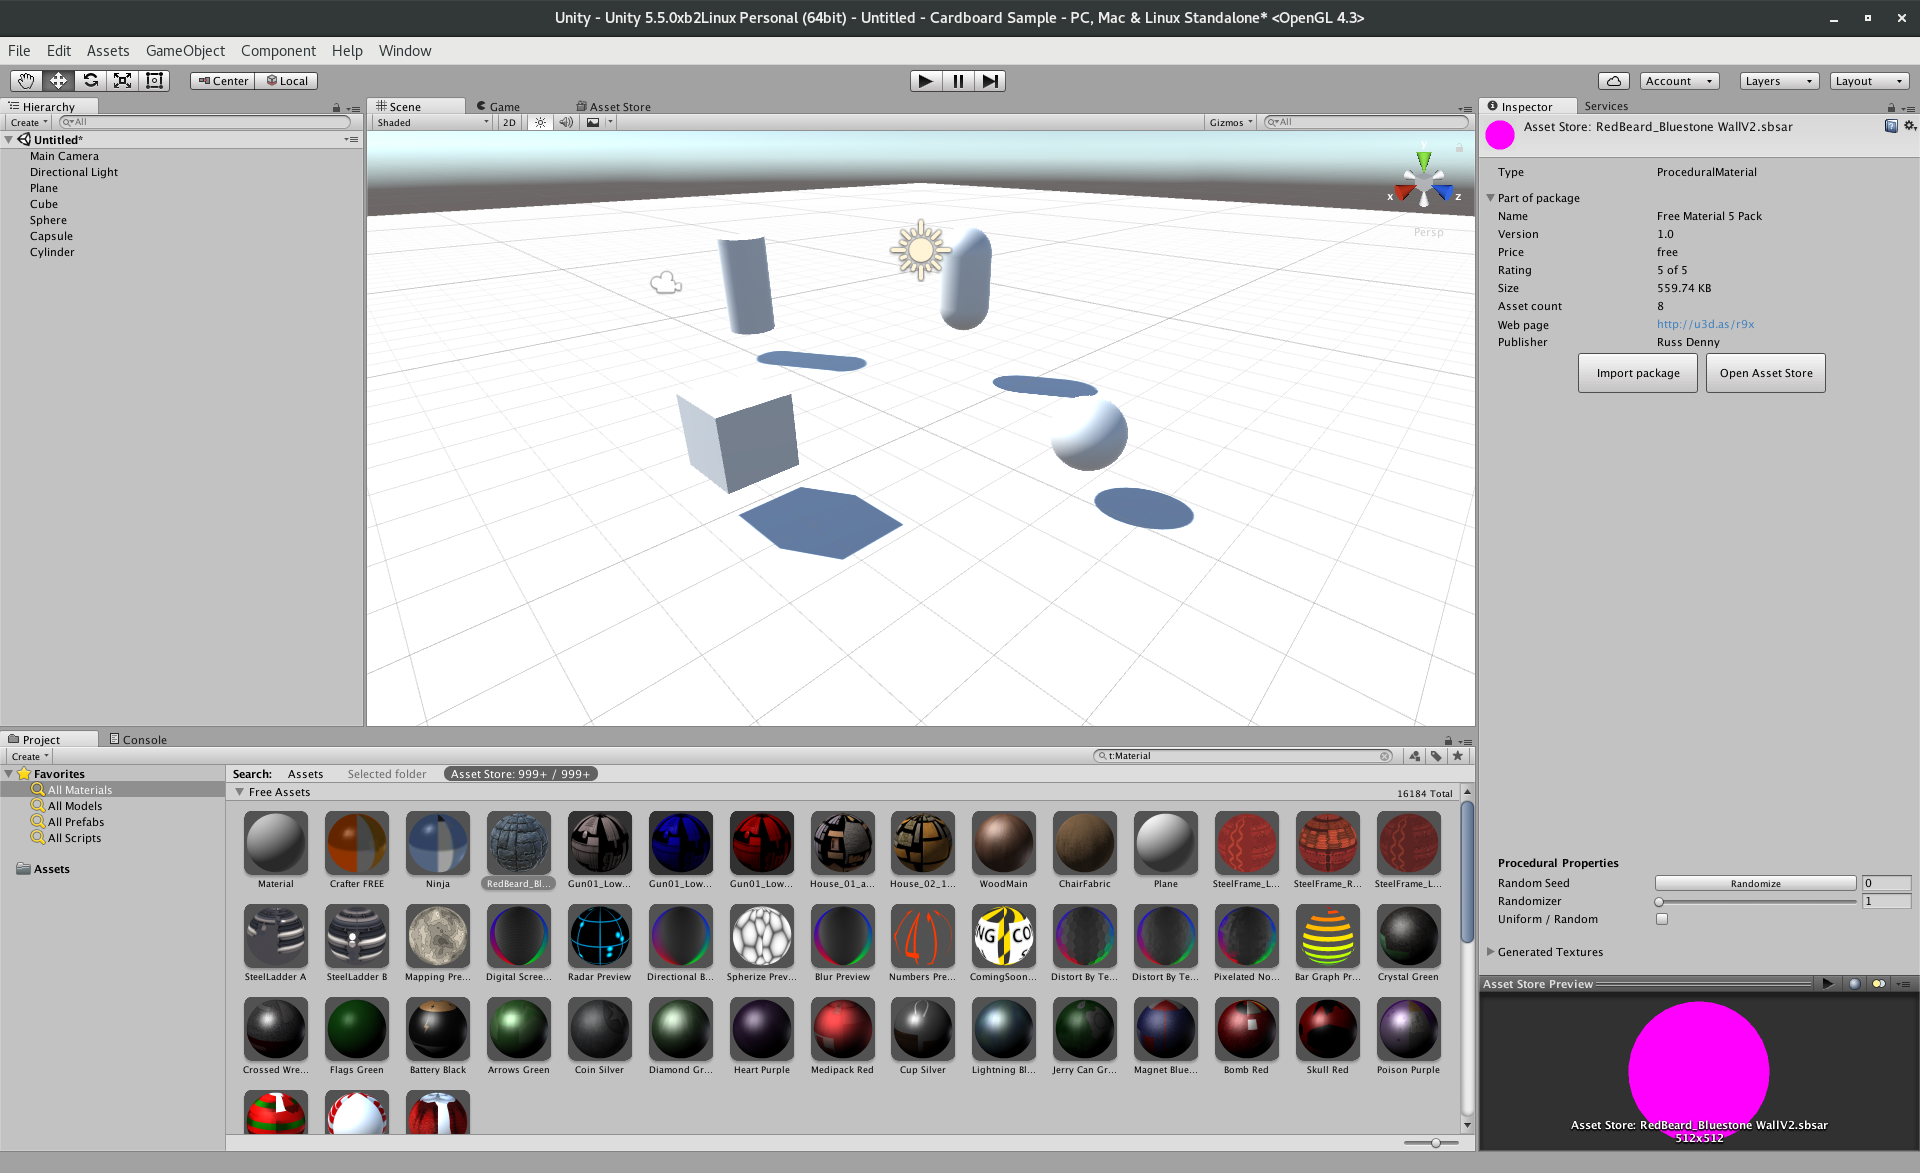 Unity - Unity 5.5.0xb2Linux Personal (64bit) - Untitled - Cardboard Sample - PC, Mac & Linux Standalone* <OpenGL 4.3>
File Edit Assets GameObject Component Help Window
Center Local Account Layers Layout
Hierarchy
Create All
Untitled*
Main Camera
Directional Light
Plane
Cube
Sphere
Capsule
Cylinder
Scene Game Asset Store
Shaded 2D Gizmos All
y
x z
Persp
Inspector Services
Asset Store: RedBeard_Bluestone WallV2.sbsar
Type ProceduralMaterial
Part of package
Name Free Material 5 Pack
Version 1.0
Price free
Rating 5 of 5
Size 559.74 KB
Asset count 8
Web page http://u3d.as/r9x
Publisher Russ Denny
Import package Open Asset Store
Procedural Properties
Random Seed Randomize 0
Randomizer 1
Uniform / Random
Generated Textures
Asset Store Preview
Asset Store: RedBeard_Bluestone WallV2.sbsar
512x512
Project Console
Create t:Material
Favorites
All Materials
All Models
All Prefabs
All Scripts
Assets
Search: Assets Selected folder Asset Store: 999+ / 999+
Free Assets 16184 Total
Material Crafter FREE Ninja RedBeard_Bl... Gun01_Low... Gun01_Low... Gun01_Low... House_01_a... House_02_1... WoodMain ChairFabric Plane SteelFrame_L... SteelFrame_R... SteelFrame_L...
NG CO
SteelLadder A SteelLadder B Mapping Pre... Digital Scree... Radar Preview Directional B... Spherize Prev... Blur Preview Numbers Pre... ComingSoon... Distort By Te... Distort By Te... Pixelated No... Bar Graph Pr... Crystal Green
Crossed Wre... Flags Green Battery Black Arrows Green Coin Silver Diamond Gr... Heart Purple Medipack Red Cup Silver Lightning Bl... Jerry Can Gr... Magnet Blue... Bomb Red Skull Red Poison Purple